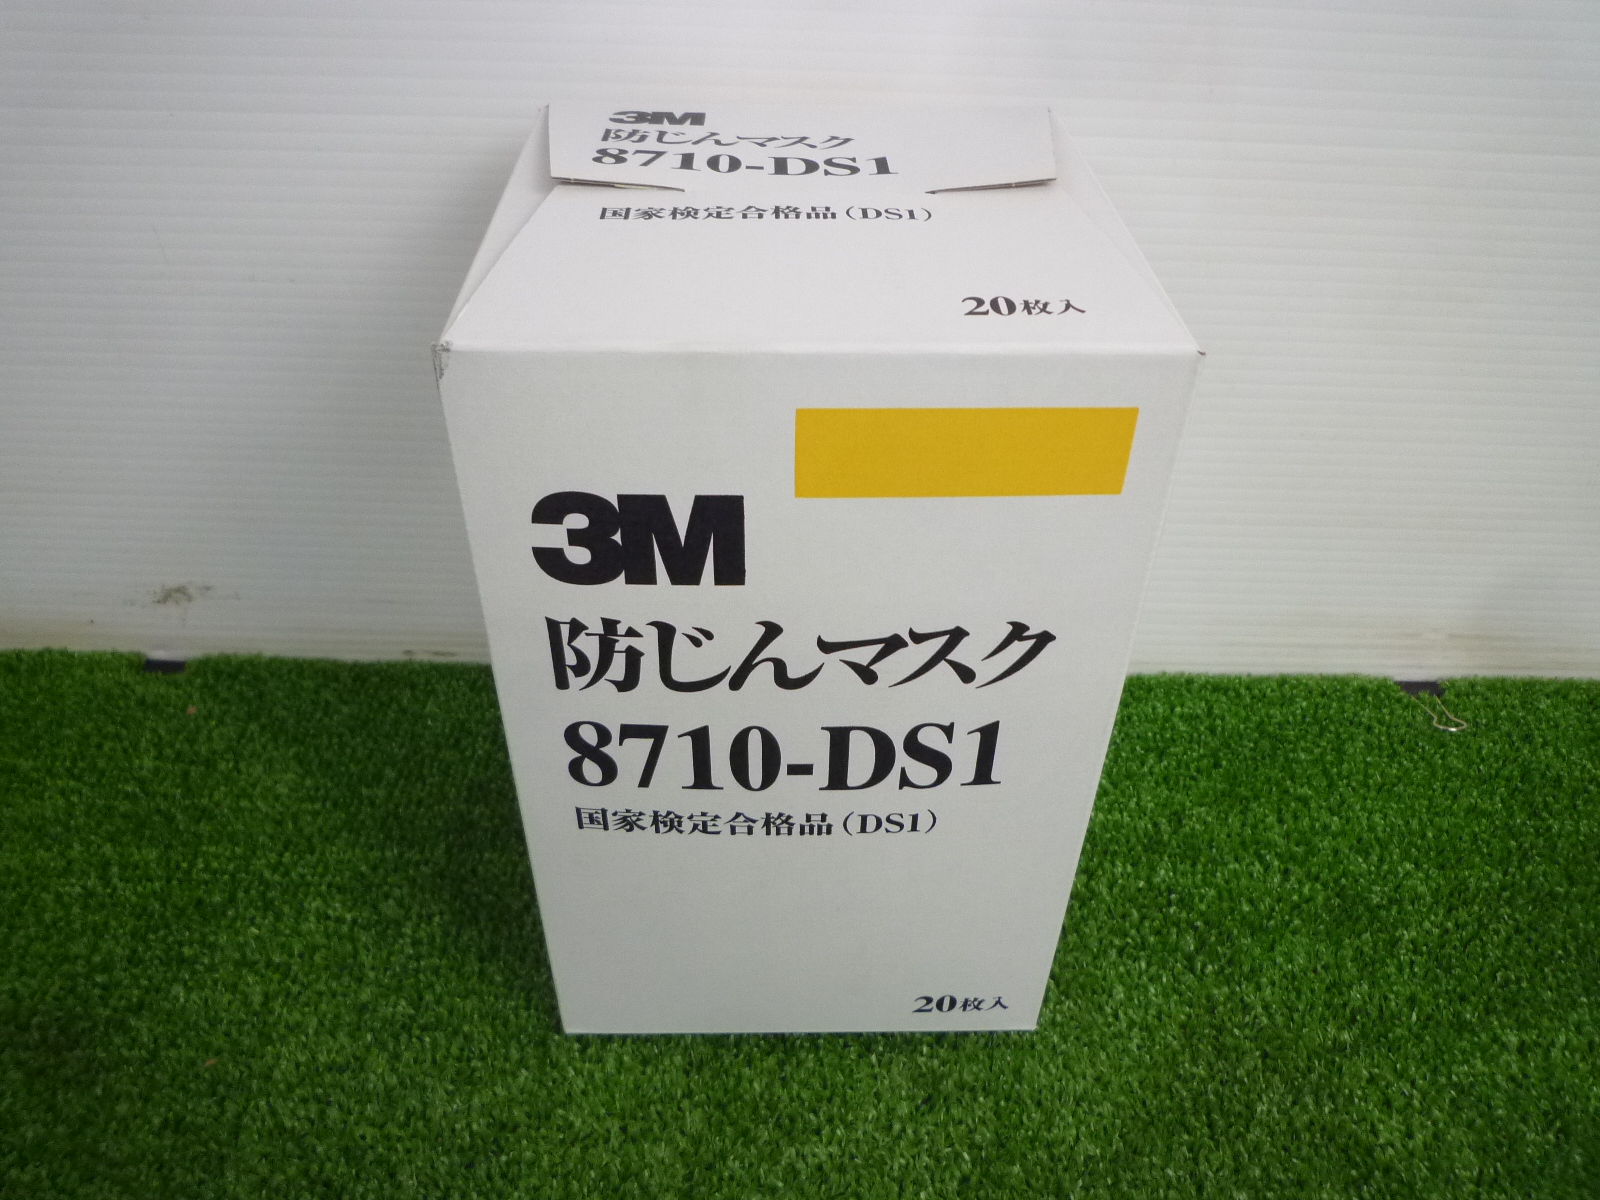 3M
防じんマスク
8710-DS1
国家検定合格品(DS1)
20枚入
3M
防じんマスク
8710-DS1
国家検定合格品(DS1)
20枚入